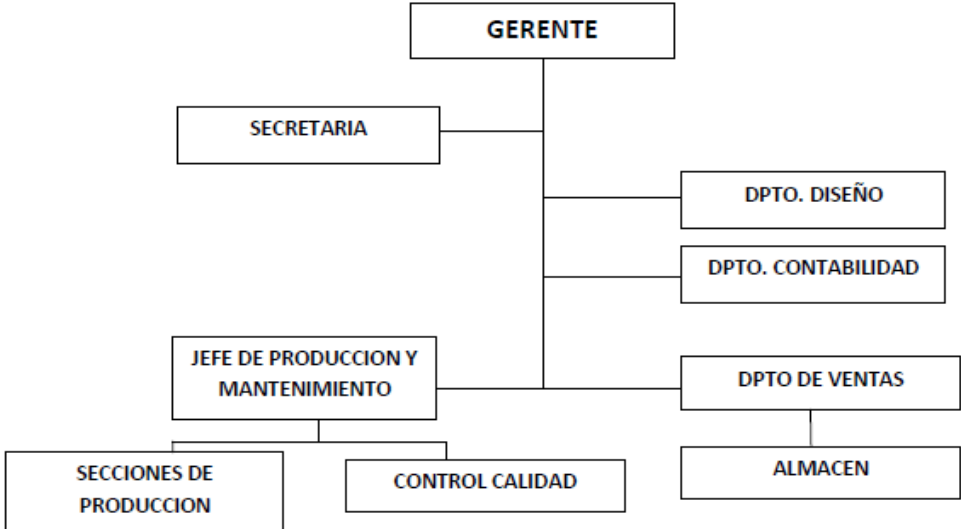 GERENTE
SECRETARIA
DPTO. DISEÑO
DPTO. CONTABILIDAD
JEFE DE PRODUCCION Y
MANTENIMIENTO
DPTO DE VENTAS
SECCIONES DE
PRODUCCION
CONTROL CALIDAD
ALMACEN